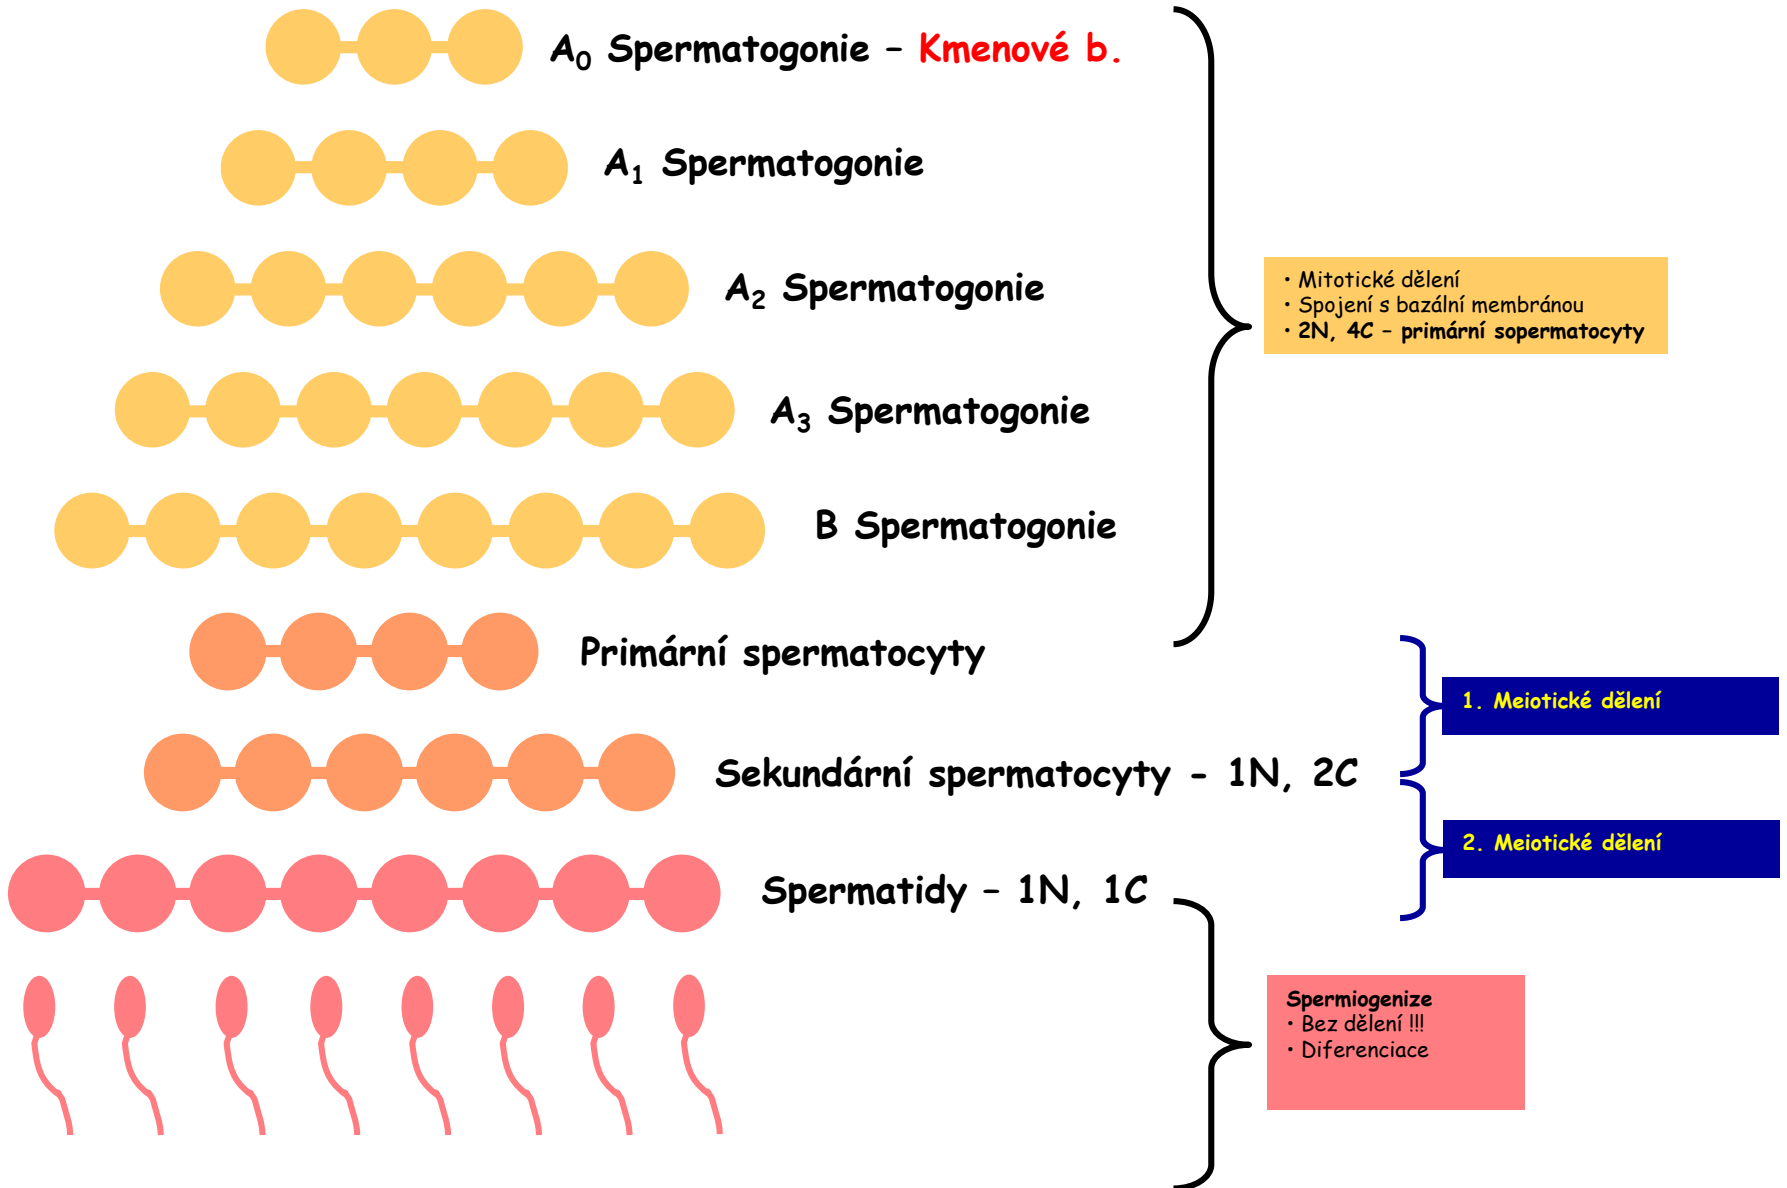 A₀ Spermatogonie – Kmenové b.
A₁ Spermatogonie
A₂ Spermatogonie
• Mitotické dělení
• Spojení s bazální membránou
• 2N, 4C – primární sopermatocyty
A₃ Spermatogonie
B Spermatogonie
Primární spermatocyty
1. Meiotické dělení
Sekundární spermatocyty - 1N, 2C
2. Meiotické dělení
Spermatidy – 1N, 1C
Spermiogenize
• Bez dělení !!!
• Diferenciace